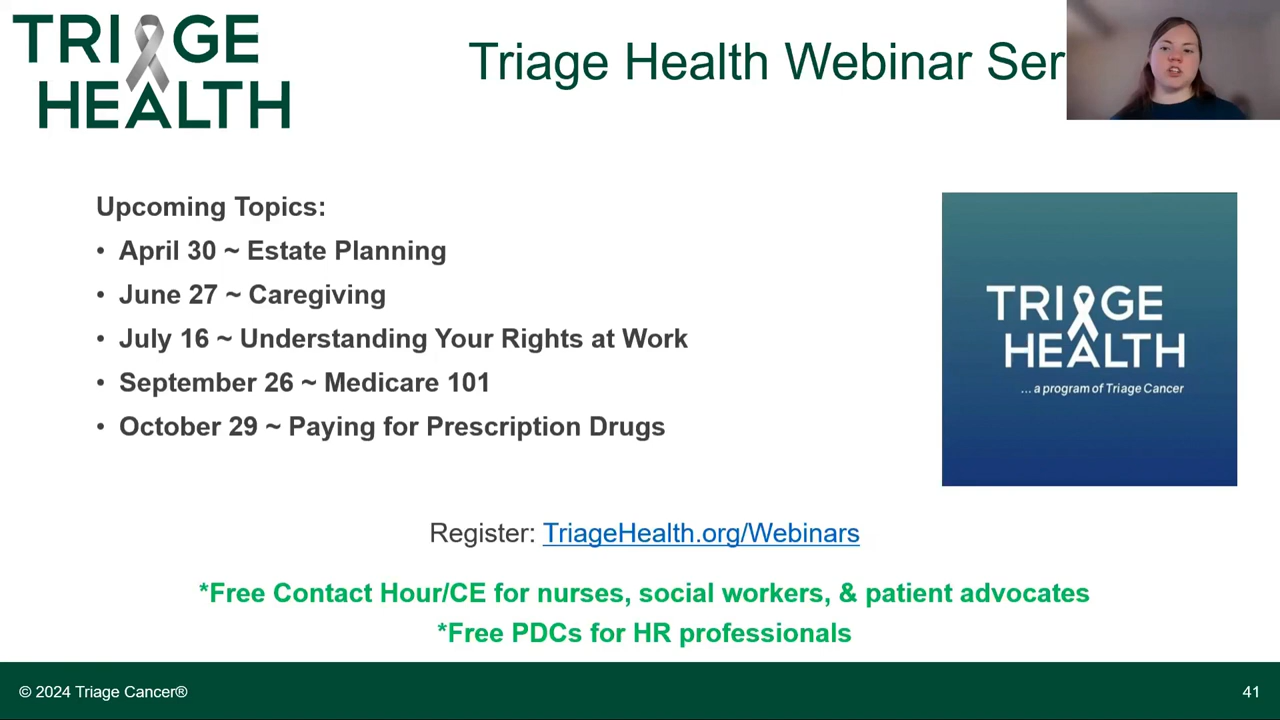 TRIAGE
HEALTH
Triage Health Webinar Ser
Upcoming Topics:
• April 30 ~ Estate Planning
• June 27 ~ Caregiving
• July 16 ~ Understanding Your Rights at Work
• September 26 ~ Medicare 101
• October 29 ~ Paying for Prescription Drugs
TRIAGE
HEALTH
... a program of Triage Cancer
Register: TriageHealth.org/Webinars
*Free Contact Hour/CE for nurses, social workers, & patient advocates
*Free PDCs for HR professionals
© 2024 Triage Cancer®
41